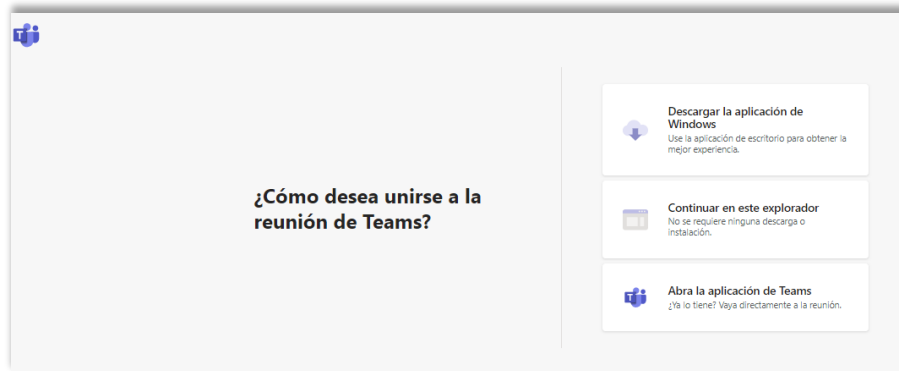 ¿Cómo desea unirse a la
reunión de Teams?
Descargar la aplicación de
Windows
Use la aplicación de escritorio para obtener la
mejor experiencia.
Continuar en este explorador
No se requiere ninguna descarga o
instalación.
Abra la aplicación de Teams
¿Ya lo tiene? Vaya directamente a la reunión.